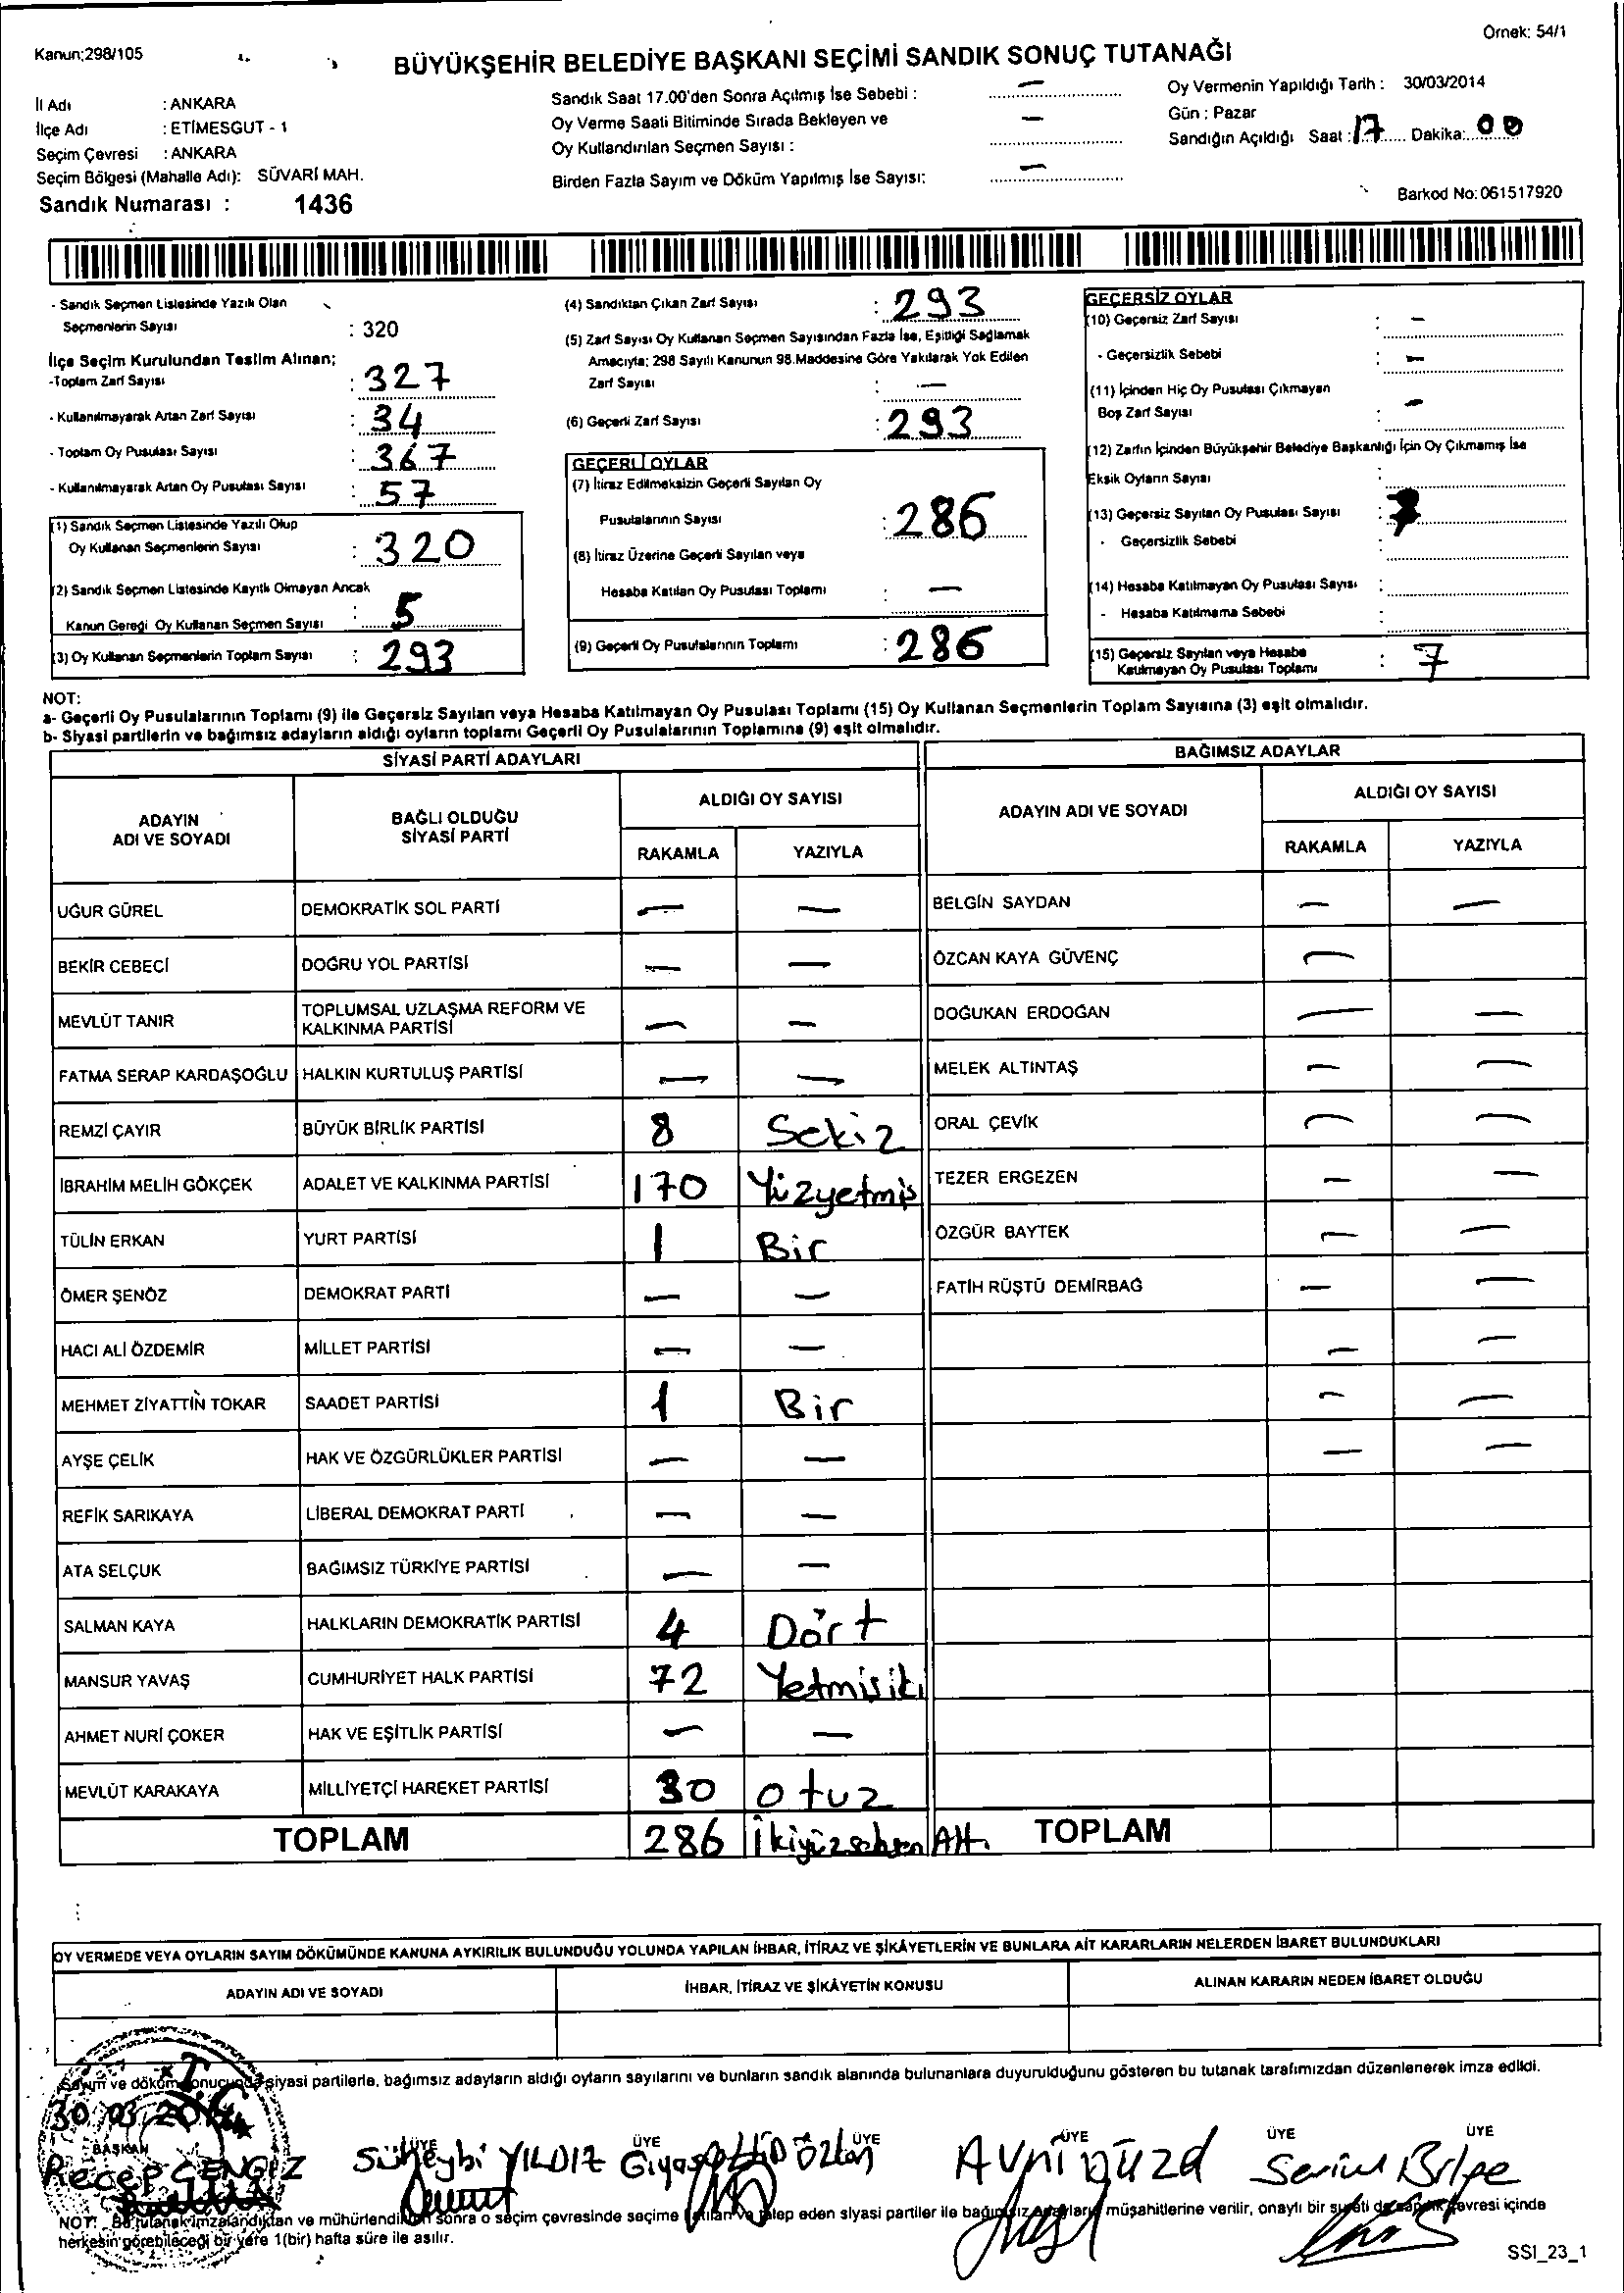 Kanun:298/105
Örnek: 54/1
BÜYÜKŞEHİR BELEDİYE BAŞKANI SEÇİMİ SANDIK SONUÇ TUTANAĞI
İl Adı : ANKARA
İlçe Adı : ETİMESGUT - 1
Seçim Çevresi : ANKARA
Seçim Bölgesi (Mahalle Adı): SÜVARİ MAH.
Sandık Numarası : 1436
Sandık Saat 17.00'den Sonra Açılmış İse Sebebi : —
Oy Verme Saati Bitiminde Sırada Bekleyen ve
Oy Kullandırılan Seçmen Sayısı : —
Birden Fazla Sayım ve Döküm Yapılmış İse Sayısı: —
Oy Vermenin Yapıldığı Tarih : 30/03/2014
Gün : Pazar
Sandığın Açıldığı Saat : 17 Dakika: 00
Barkod No: 061517920
- Sandık Seçmen Listesinde Yazılı Olan
Seçmenlerin Sayısı : 320
İlçe Seçim Kurulundan Teslim Alınan;
-Toplam Zarf Sayısı : 327
- Kullanılmayarak Artan Zarf Sayısı : 34
- Toplam Oy Pusulası Sayısı : 367
- Kullanılmayarak Artan Oy Pusulası Sayısı : 57
(1) Sandık Seçmen Listesinde Yazılı Olup
Oy Kullanan Seçmenlerin Sayısı : 320
(2) Sandık Seçmen Listesinde Kayıtlı Olmayan Ancak
Kanun Gereği Oy Kullanan Seçmen Sayısı : 5
(3) Oy Kullanan Seçmenlerin Toplam Sayısı : 293
(4) Sandıktan Çıkan Zarf Sayısı : 293
(5) Zarf Sayısı Oy Kullanan Seçmen Sayısından Fazla İse, Eşitliği Sağlamak
Amacıyla; 298 Sayılı Kanunun 98.Maddesine Göre Yakılarak Yok Edilen
Zarf Sayısı : —
(6) Geçerli Zarf Sayısı : 293
GEÇERLİ OYLAR
(7) İtiraz Edilmeksizin Geçerli Sayılan Oy
Pusulalarının Sayısı : 286
(8) İtiraz Üzerine Geçerli Sayılan veya
Hesaba Katılan Oy Pusulası Toplamı : —
(9) Geçerli Oy Pusulalarının Toplamı : 286
GEÇERSİZ OYLAR
(10) Geçersiz Zarf Sayısı : —
- Geçersizlik Sebebi : —
(11) İçinden Hiç Oy Pusulası Çıkmayan
Boş Zarf Sayısı : —
(12) Zarfın İçinden Büyükşehir Belediye Başkanlığı İçin Oy Çıkmamış İse
Eksik Oyların Sayısı :
(13) Geçersiz Sayılan Oy Pusulası Sayısı : 7
- Geçersizlik Sebebi :
(14) Hesaba Katılmayan Oy Pusulası Sayısı :
- Hesaba Katılmama Sebebi :
(15) Geçersiz Sayılan veya Hesaba
Katılmayan Oy Pusulası Toplamı : 7
NOT:
a- Geçerli Oy Pusulalarının Toplamı (9) ile Geçersiz Sayılan veya Hesaba Katılmayan Oy Pusulası Toplamı (15) Oy Kullanan Seçmenlerin Toplam Sayısına (3) eşit olmalıdır.
b- Siyasi partilerin ve bağımsız adayların aldığı oyların toplamı Geçerli Oy Pusulalarının Toplamına (9) eşit olmalıdır.
SİYASİ PARTİ ADAYLARI
ADAYIN ADI VE SOYADI BAĞLI OLDUĞU SİYASİ PARTİ ALDIĞI OY SAYISI
RAKAMLA YAZIYLA
UĞUR GÜREL DEMOKRATİK SOL PARTİ — —
BEKİR CEBECİ DOĞRU YOL PARTİSİ — —
MEVLÜT TANIR TOPLUMSAL UZLAŞMA REFORM VE KALKINMA PARTİSİ — —
FATMA SERAP KARDAŞOĞLU HALKIN KURTULUŞ PARTİSİ — —
REMZİ ÇAYIR BÜYÜK BİRLİK PARTİSİ 8 Sekiz
İBRAHİM MELİH GÖKÇEK ADALET VE KALKINMA PARTİSİ 170 Yüzyetmiş
TÜLİN ERKAN YURT PARTİSİ 1 Bir
ÖMER ŞENÖZ DEMOKRAT PARTİ — —
HACI ALİ ÖZDEMİR MİLLET PARTİSİ — —
MEHMET ZİYATTİN TOKAR SAADET PARTİSİ 1 Bir
AYŞE ÇELİK HAK VE ÖZGÜRLÜKLER PARTİSİ — —
REFİK SARIKAYA LİBERAL DEMOKRAT PARTİ — —
ATA SELÇUK BAĞIMSIZ TÜRKİYE PARTİSİ — —
SALMAN KAYA HALKLARIN DEMOKRATİK PARTİSİ 4 Dört
MANSUR YAVAŞ CUMHURİYET HALK PARTİSİ 72 Yetmişiki
AHMET NURİ ÇOKER HAK VE EŞİTLİK PARTİSİ — —
MEVLÜT KARAKAYA MİLLİYETÇİ HAREKET PARTİSİ 30 Otuz
TOPLAM 286 İkiyüzseksen Altı
BAĞIMSIZ ADAYLAR
ADAYIN ADI VE SOYADI ALDIĞI OY SAYISI
RAKAMLA YAZIYLA
BELGİN SAYDAN — —
ÖZCAN KAYA GÜVENÇ —
DOĞUKAN ERDOĞAN — —
MELEK ALTINTAŞ — —
ORAL ÇEVİK — —
TEZER ERGEZEN — —
ÖZGÜR BAYTEK — —
FATİH RÜŞTÜ DEMİRBAĞ — —
— —
— —
— —
TOPLAM
OY VERMEDE VEYA OYLARIN SAYIM DÖKÜMÜNDE KANUNA AYKIRILIK BULUNDUĞU YOLUNDA YAPILAN İHBAR, İTİRAZ VE ŞİKÂYETLERİN VE BUNLARA AİT KARARLARIN NELERDEN İBARET BULUNDUKLARI
ADAYIN ADI VE SOYADI İHBAR, İTİRAZ VE ŞİKÂYETİN KONUSU ALINAN KARARIN NEDEN İBARET OLDUĞU
Sayım ve döküm sonucunda siyasi partilerle, bağımsız adayların aldığı oyların sayılarını ve bunların sandık alanında bulunanlara duyurulduğunu gösteren bu tutanak tarafımızdan düzenlenerek imza edildi.
T.C.
30.03.2014
BAŞKAN ÜYE ÜYE ÜYE ÜYE ÜYE ÜYE
Recep CENGİZ Süheybi YILDIZ Avni
NOT: Bu tutanak imzalandıktan ve mühürlendikten sonra o seçim çevresinde seçime katılan ve talep eden siyasi partiler ile bağımsız adayların müşahitlerine verilir, onaylı bir sureti de sandık çevresi içinde
herkesin görebileceği bir yere 1(bir) hafta süre ile asılır.
SSI_23_1